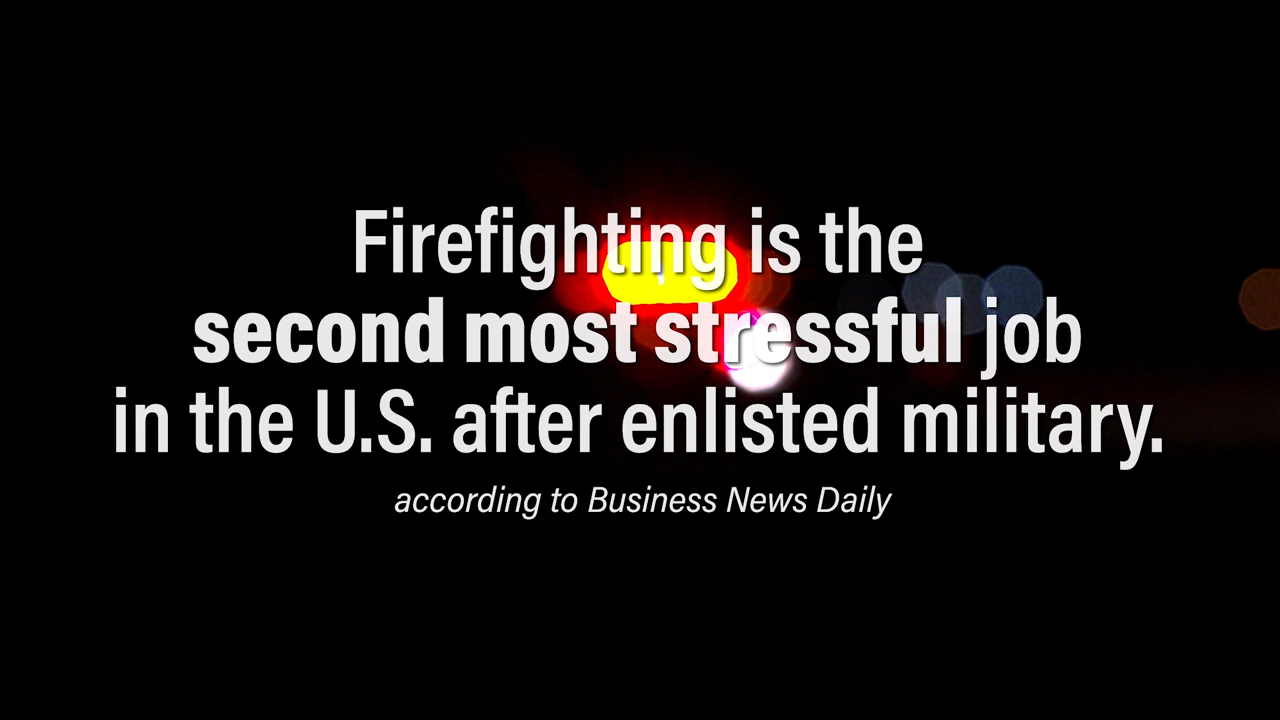 Firefighting is the
second most stressful job
in the U.S. after enlisted military.
according to Business News Daily